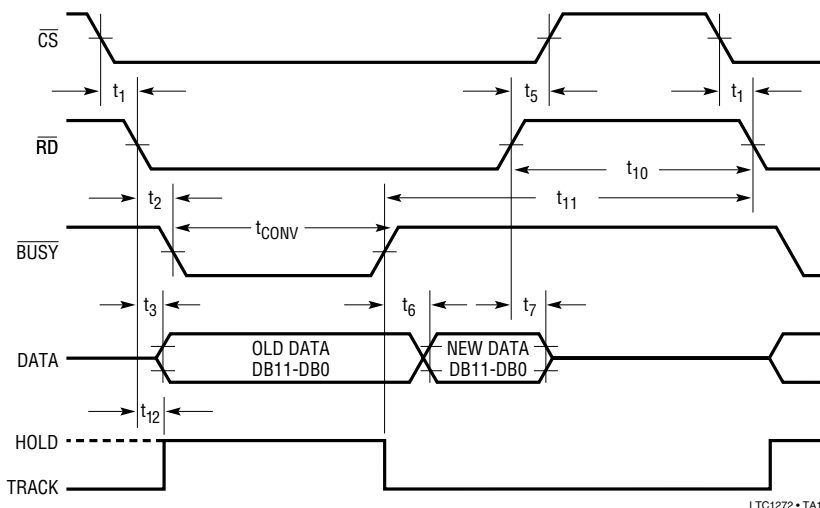 CS
t1
t5
t1
RD
t10
t2
t11
tCONV
BUSY
t3
t6
t7
OLD DATA
DB11-DB0
NEW DATA
DB11-DB0
DATA
t12
HOLD
TRACK
LTC1272 • TA1